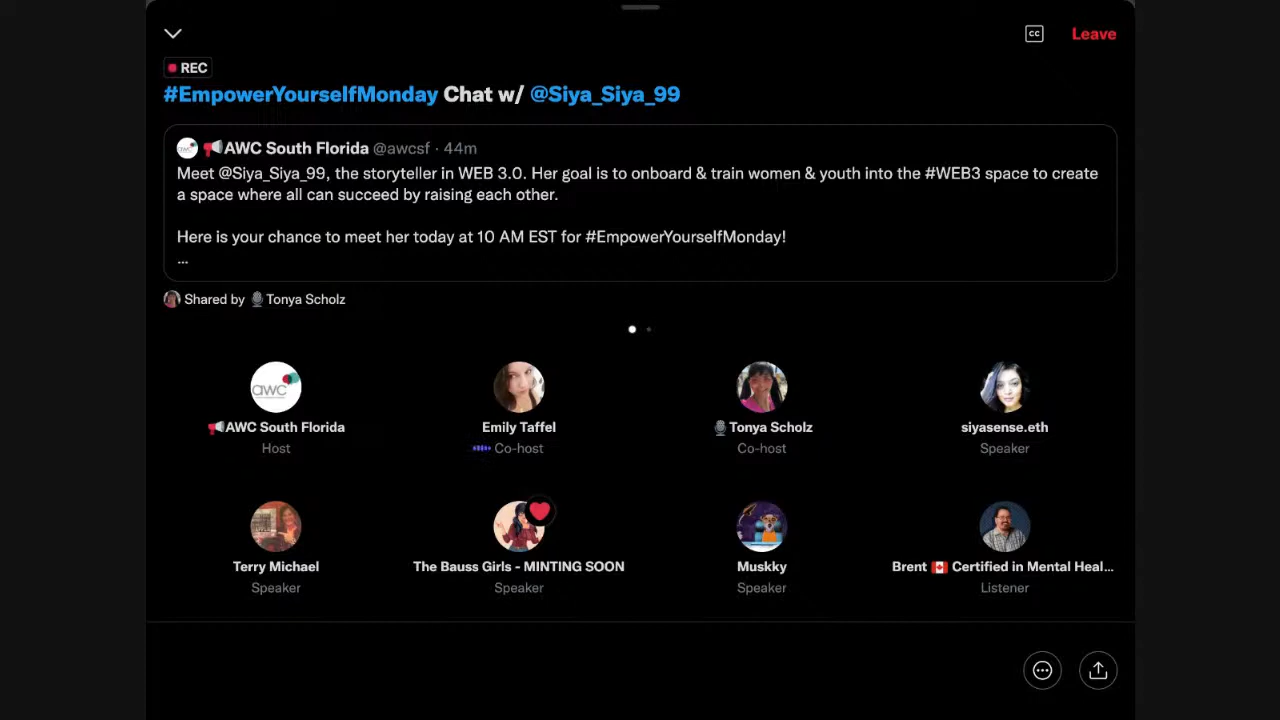 CC
Leave
REC
#EmpowerYourselfMonday Chat w/ @Siya_Siya_99
AWC South Florida @awcsf · 44m
Meet @Siya_Siya_99, the storyteller in WEB 3.0. Her goal is to onboard & train women & youth into the #WEB3 space to create
a space where all can succeed by raising each other.
Here is your chance to meet her today at 10 AM EST for #EmpowerYourselfMonday!
...
Shared by 🎙Tonya Scholz
awc
📢AWC South Florida
Host
Emily Taffel
Co-host
🎙Tonya Scholz
Co-host
siyasense.eth
Speaker
Terry Michael
Speaker
The Bauss Girls - MINTING SOON
Speaker
Muskky
Speaker
Brent 🇨🇦 Certified in Mental Heal...
Listener